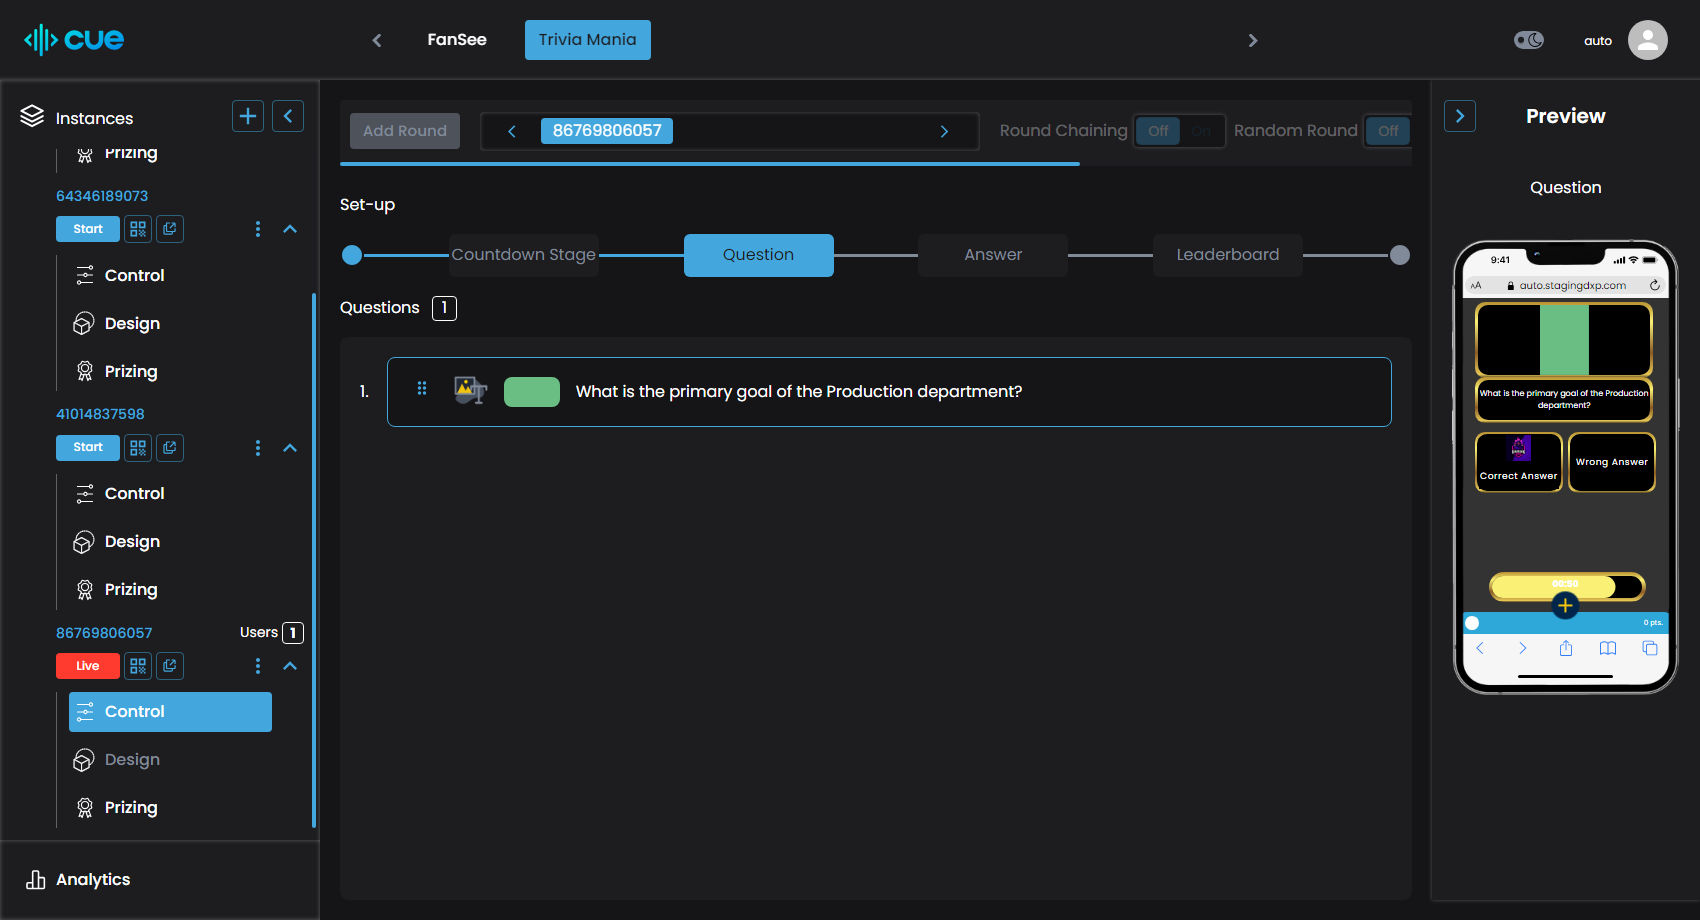 cue
FanSee
Trivia Mania
auto
Instances
Prizing
64346189073
Start
Control
Design
Prizing
41014837598
Start
Control
Design
Prizing
86769806057
Users 1
Live
Control
Design
Prizing
Analytics
Add Round
86769806057
Round Chaining
Off
On
Random Round
Off
Set-up
Countdown Stage
Question
Answer
Leaderboard
Questions 1
1.
What is the primary goal of the Production department?
Preview
Question
9:41
AA
auto.stagingdxp.com
What is the primary goal of the Production
department?
Correct Answer
Wrong Answer
00:50
0 pts.